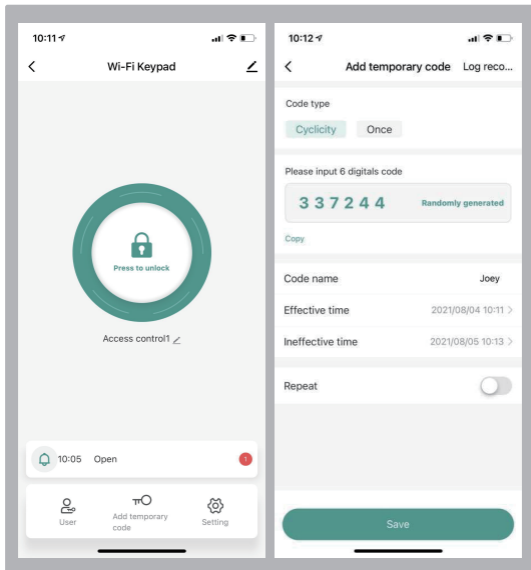 10:11
Wi-Fi Keypad
Press to unlock
Access control1
10:05 Open 1
User
Add temporary
code
Setting
10:12
Add temporary code Log reco...
Code type
Cyclicity Once
Please input 6 digitals code
337244 Randomly generated
Copy
Code name Joey
Effective time 2021/08/04 10:11 >
Ineffective time 2021/08/05 10:13 >
Repeat
Save